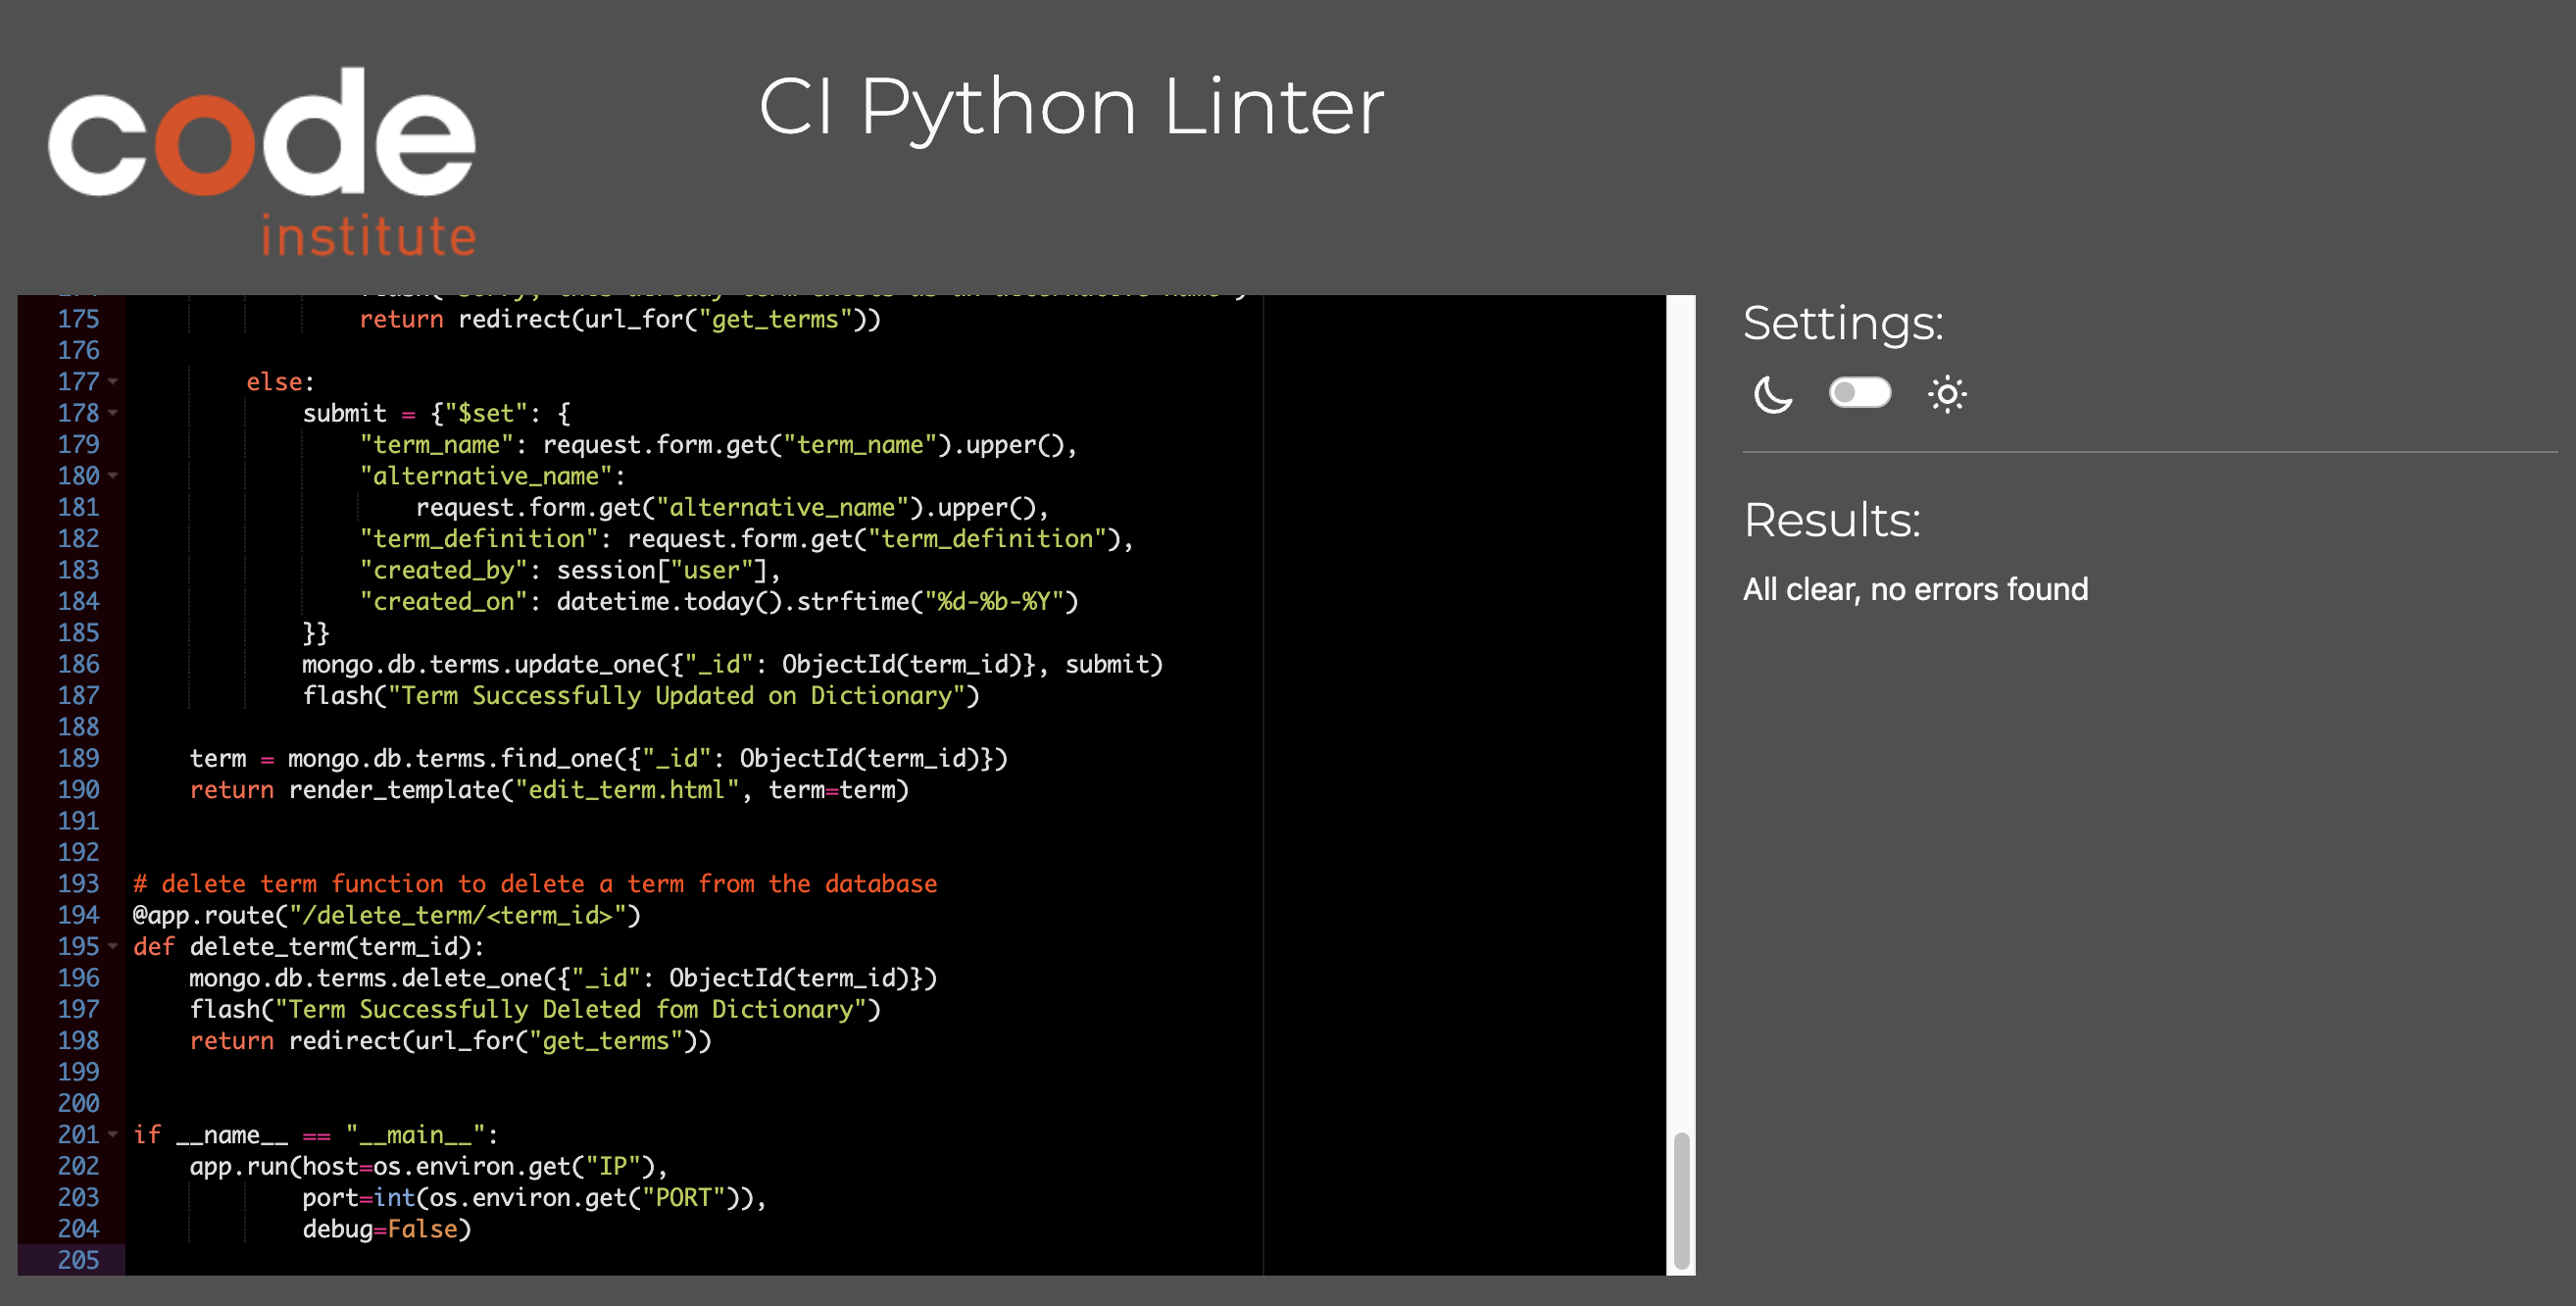 code
institute
CI Python Linter
175 return redirect(url_for("get_terms"))
176
177 else:
178 submit = {"$set": {
179 "term_name": request.form.get("term_name").upper(),
180 "alternative_name":
181 request.form.get("alternative_name").upper(),
182 "term_definition": request.form.get("term_definition"),
183 "created_by": session["user"],
184 "created_on": datetime.today().strftime("%d-%b-%Y")
185 }}
186 mongo.db.terms.update_one({"_id": ObjectId(term_id)}, submit)
187 flash("Term Successfully Updated on Dictionary")
188
189 term = mongo.db.terms.find_one({"_id": ObjectId(term_id)})
190 return render_template("edit_term.html", term=term)
191
192
193 # delete term function to delete a term from the database
194 @app.route("/delete_term/<term_id>")
195 def delete_term(term_id):
196 mongo.db.terms.delete_one({"_id": ObjectId(term_id)})
197 flash("Term Successfully Deleted fom Dictionary")
198 return redirect(url_for("get_terms"))
199
200
201 if __name__ == "__main__":
202 app.run(host=os.environ.get("IP"),
203 port=int(os.environ.get("PORT")),
204 debug=False)
205
Settings:
Results:
All clear, no errors found